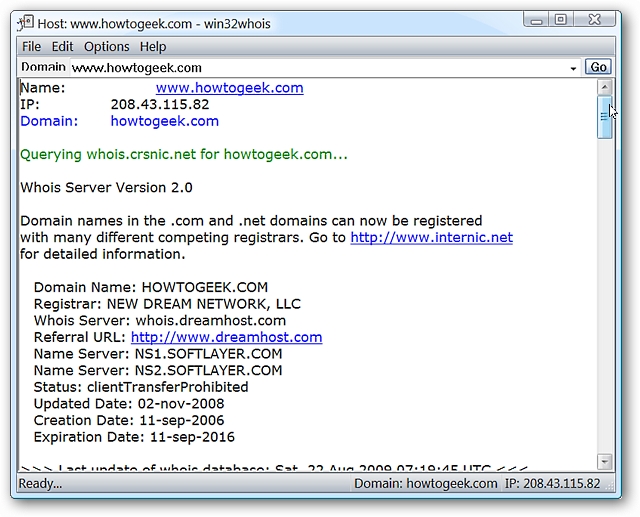 Host: www.howtogeek.com - win32whois
File Edit Options Help
Domain www.howtogeek.com Go
Name: www.howtogeek.com
IP: 208.43.115.82
Domain: howtogeek.com
Querying whois.crsnic.net for howtogeek.com...
Whois Server Version 2.0
Domain names in the .com and .net domains can now be registered
with many different competing registrars. Go to http://www.internic.net
for detailed information.
Domain Name: HOWTOGEEK.COM
Registrar: NEW DREAM NETWORK, LLC
Whois Server: whois.dreamhost.com
Referral URL: http://www.dreamhost.com
Name Server: NS1.SOFTLAYER.COM
Name Server: NS2.SOFTLAYER.COM
Status: clientTransferProhibited
Updated Date: 02-nov-2008
Creation Date: 11-sep-2006
Expiration Date: 11-sep-2016
>>> Last update of whois database: Sat, 22 Aug 2009 07:19:45 UTC <<<
Ready... Domain: howtogeek.com IP: 208.43.115.82